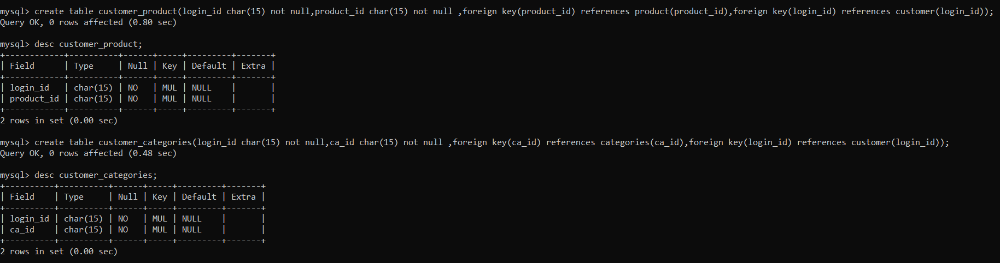 mysql> create table customer_product(login_id char(15) not null,product_id char(15) not null ,foreign key(product_id) references product(product_id),foreign key(login_id) references customer(login_id));
Query OK, 0 rows affected (0.80 sec)

mysql> desc customer_product;
+------------+----------+------+-----+---------+-------+
| Field      | Type     | Null | Key | Default | Extra |
+------------+----------+------+-----+---------+-------+
| login_id   | char(15) | NO   | MUL | NULL    |       |
| product_id | char(15) | NO   | MUL | NULL    |       |
+------------+----------+------+-----+---------+-------+
2 rows in set (0.00 sec)

mysql> create table customer_categories(login_id char(15) not null,ca_id char(15) not null ,foreign key(ca_id) references categories(ca_id),foreign key(login_id) references customer(login_id));
Query OK, 0 rows affected (0.48 sec)

mysql> desc customer_categories;
+----------+----------+------+-----+---------+-------+
| Field    | Type     | Null | Key | Default | Extra |
+----------+----------+------+-----+---------+-------+
| login_id | char(15) | NO   | MUL | NULL    |       |
| ca_id    | char(15) | NO   | MUL | NULL    |       |
+----------+----------+------+-----+---------+-------+
2 rows in set (0.00 sec)